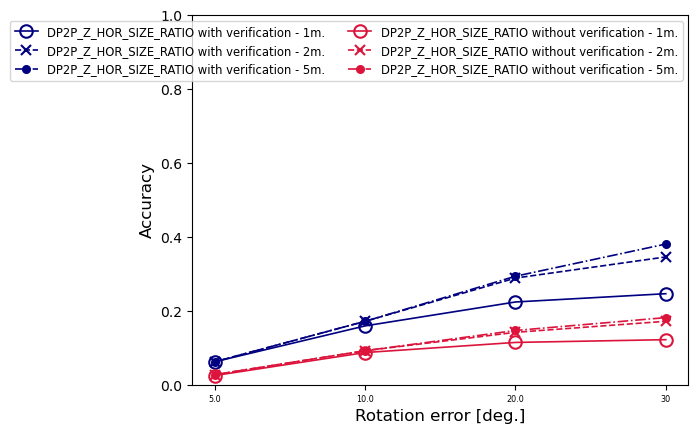 1.0
DP2P_Z_HOR_SIZE_RATIO with verification - 1m.
DP2P_Z_HOR_SIZE_RATIO without verification - 1m.
DP2P_Z_HOR_SIZE_RATIO with verification - 2m.
DP2P_Z_HOR_SIZE_RATIO without verification - 2m.
DP2P_Z_HOR_SIZE_RATIO with verification - 5m.
DP2P_Z_HOR_SIZE_RATIO without verification - 5m.
0.8
0.6
0.4
0.2
0.0
Accuracy
5.0 10.0 20.0 30
Rotation error [deg.]